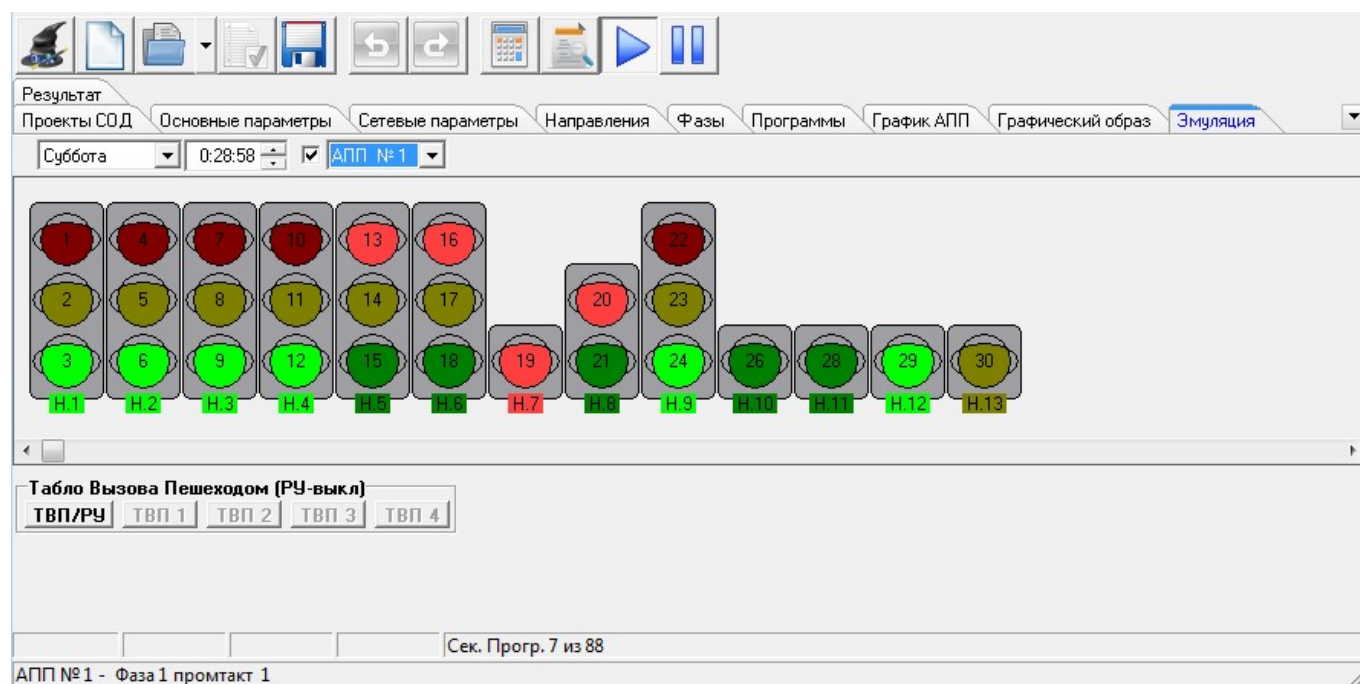 Результат
Проекты СОД Основные параметры Сетевые параметры Направления Фазы Программы График АПП Графический образ Эмуляция
Суббота 0:28:58 АПП № 1
1 4 7 10 13 16 22
2 5 8 11 14 17 20 23
3 6 9 12 15 18 19 21 24 26 28 29 30
Н.1 Н.2 Н.3 Н.4 Н.5 Н.6 Н.7 Н.8 Н.9 Н.10 Н.11 Н.12 Н.13
Табло Вызова Пешеходом (РУ-выкл)
ТВП/РУ ТВП 1 ТВП 2 ТВП 3 ТВП 4
Сек. Прогр. 7 из 88
АПП №1 - Фаза 1 промтакт 1